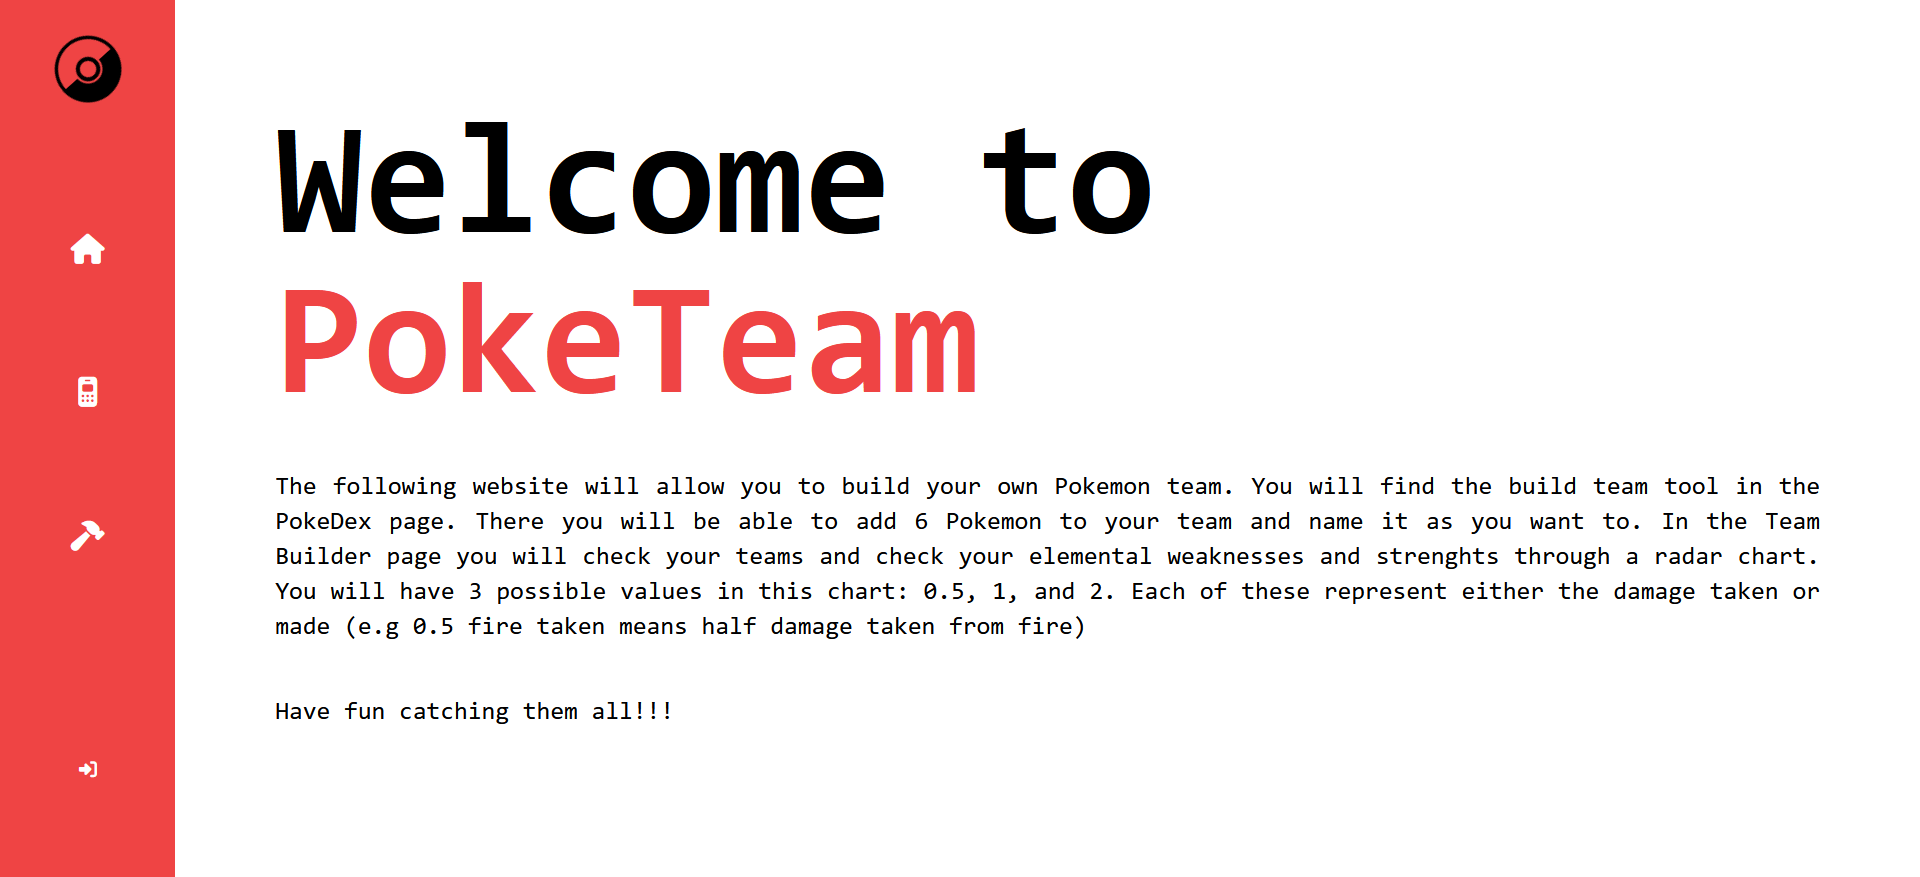 Welcome to
PokeTeam
The following website will allow you to build your own Pokemon team. You will find the build team tool in the
PokeDex page. There you will be able to add 6 Pokemon to your team and name it as you want to. In the Team
Builder page you will check your teams and check your elemental weaknesses and strenghts through a radar chart.
You will have 3 possible values in this chart: 0.5, 1, and 2. Each of these represent either the damage taken or
made (e.g 0.5 fire taken means half damage taken from fire)
Have fun catching them all!!!